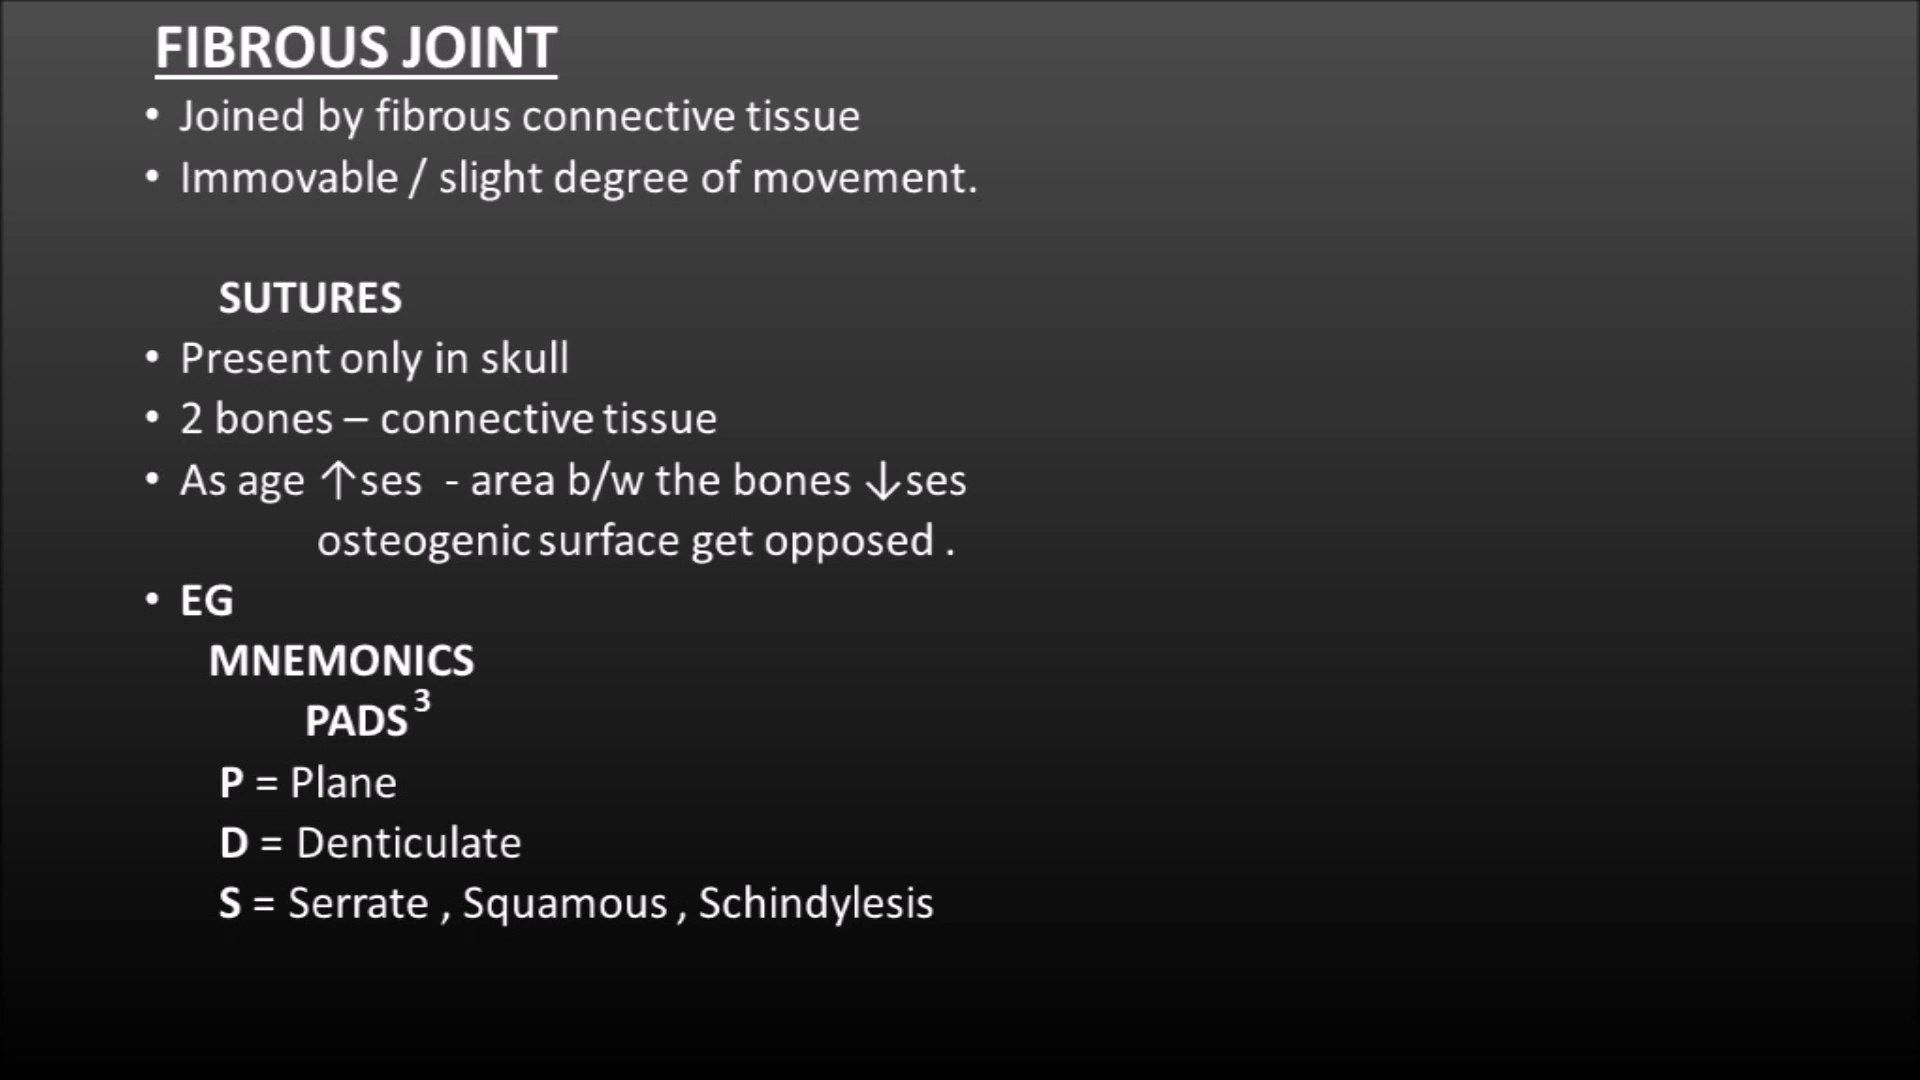 FIBROUS JOINT
• Joined by fibrous connective tissue
• Immovable / slight degree of movement.
SUTURES
• Present only in skull
• 2 bones – connective tissue
• As age ↑ses - area b/w the bones ↓ses
osteogenic surface get opposed .
• EG
MNEMONICS
PADS³
P = Plane
D = Denticulate
S = Serrate , Squamous , Schindylesis